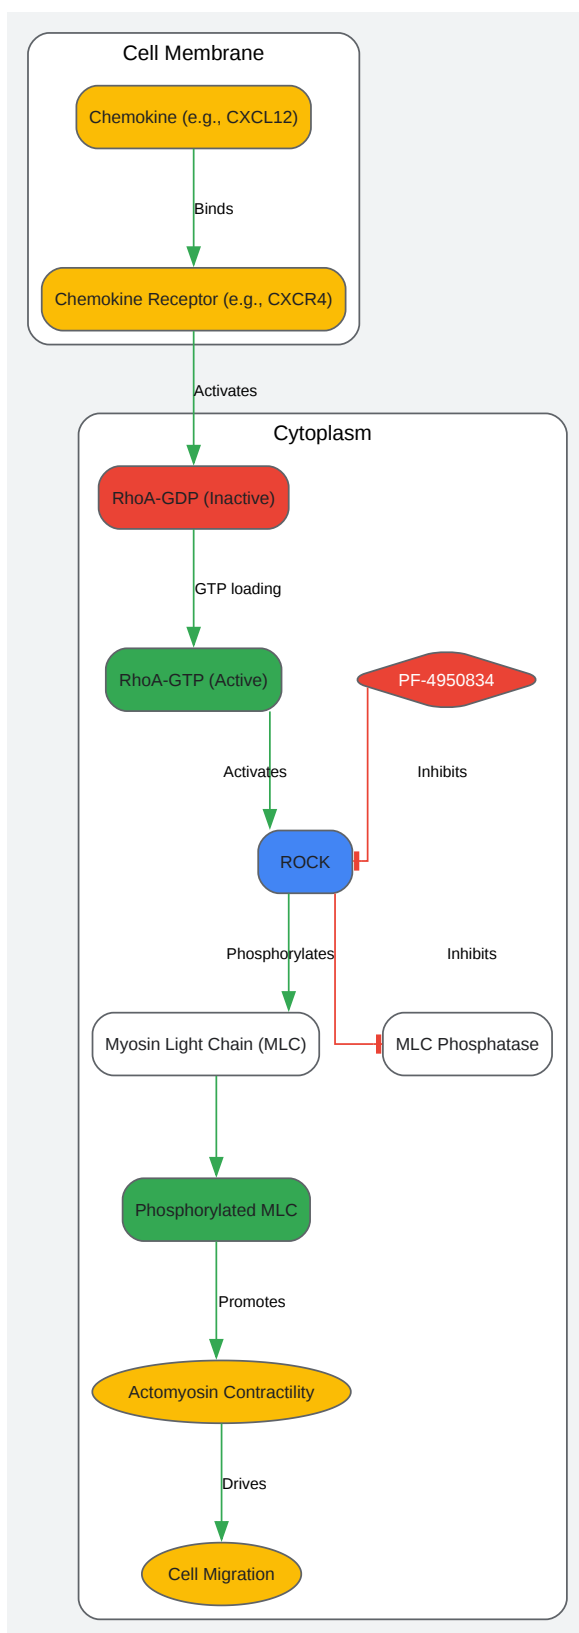 Cell Membrane
Chemokine (e.g., CXCL12)
Binds
Chemokine Receptor (e.g., CXCR4)
Activates
Cytoplasm
RhoA-GDP (Inactive)
GTP loading
RhoA-GTP (Active)
PF-4950834
Activates
Inhibits
ROCK
Phosphorylates
Inhibits
Myosin Light Chain (MLC)
MLC Phosphatase
Phosphorylated MLC
Promotes
Actomyosin Contractility
Drives
Cell Migration